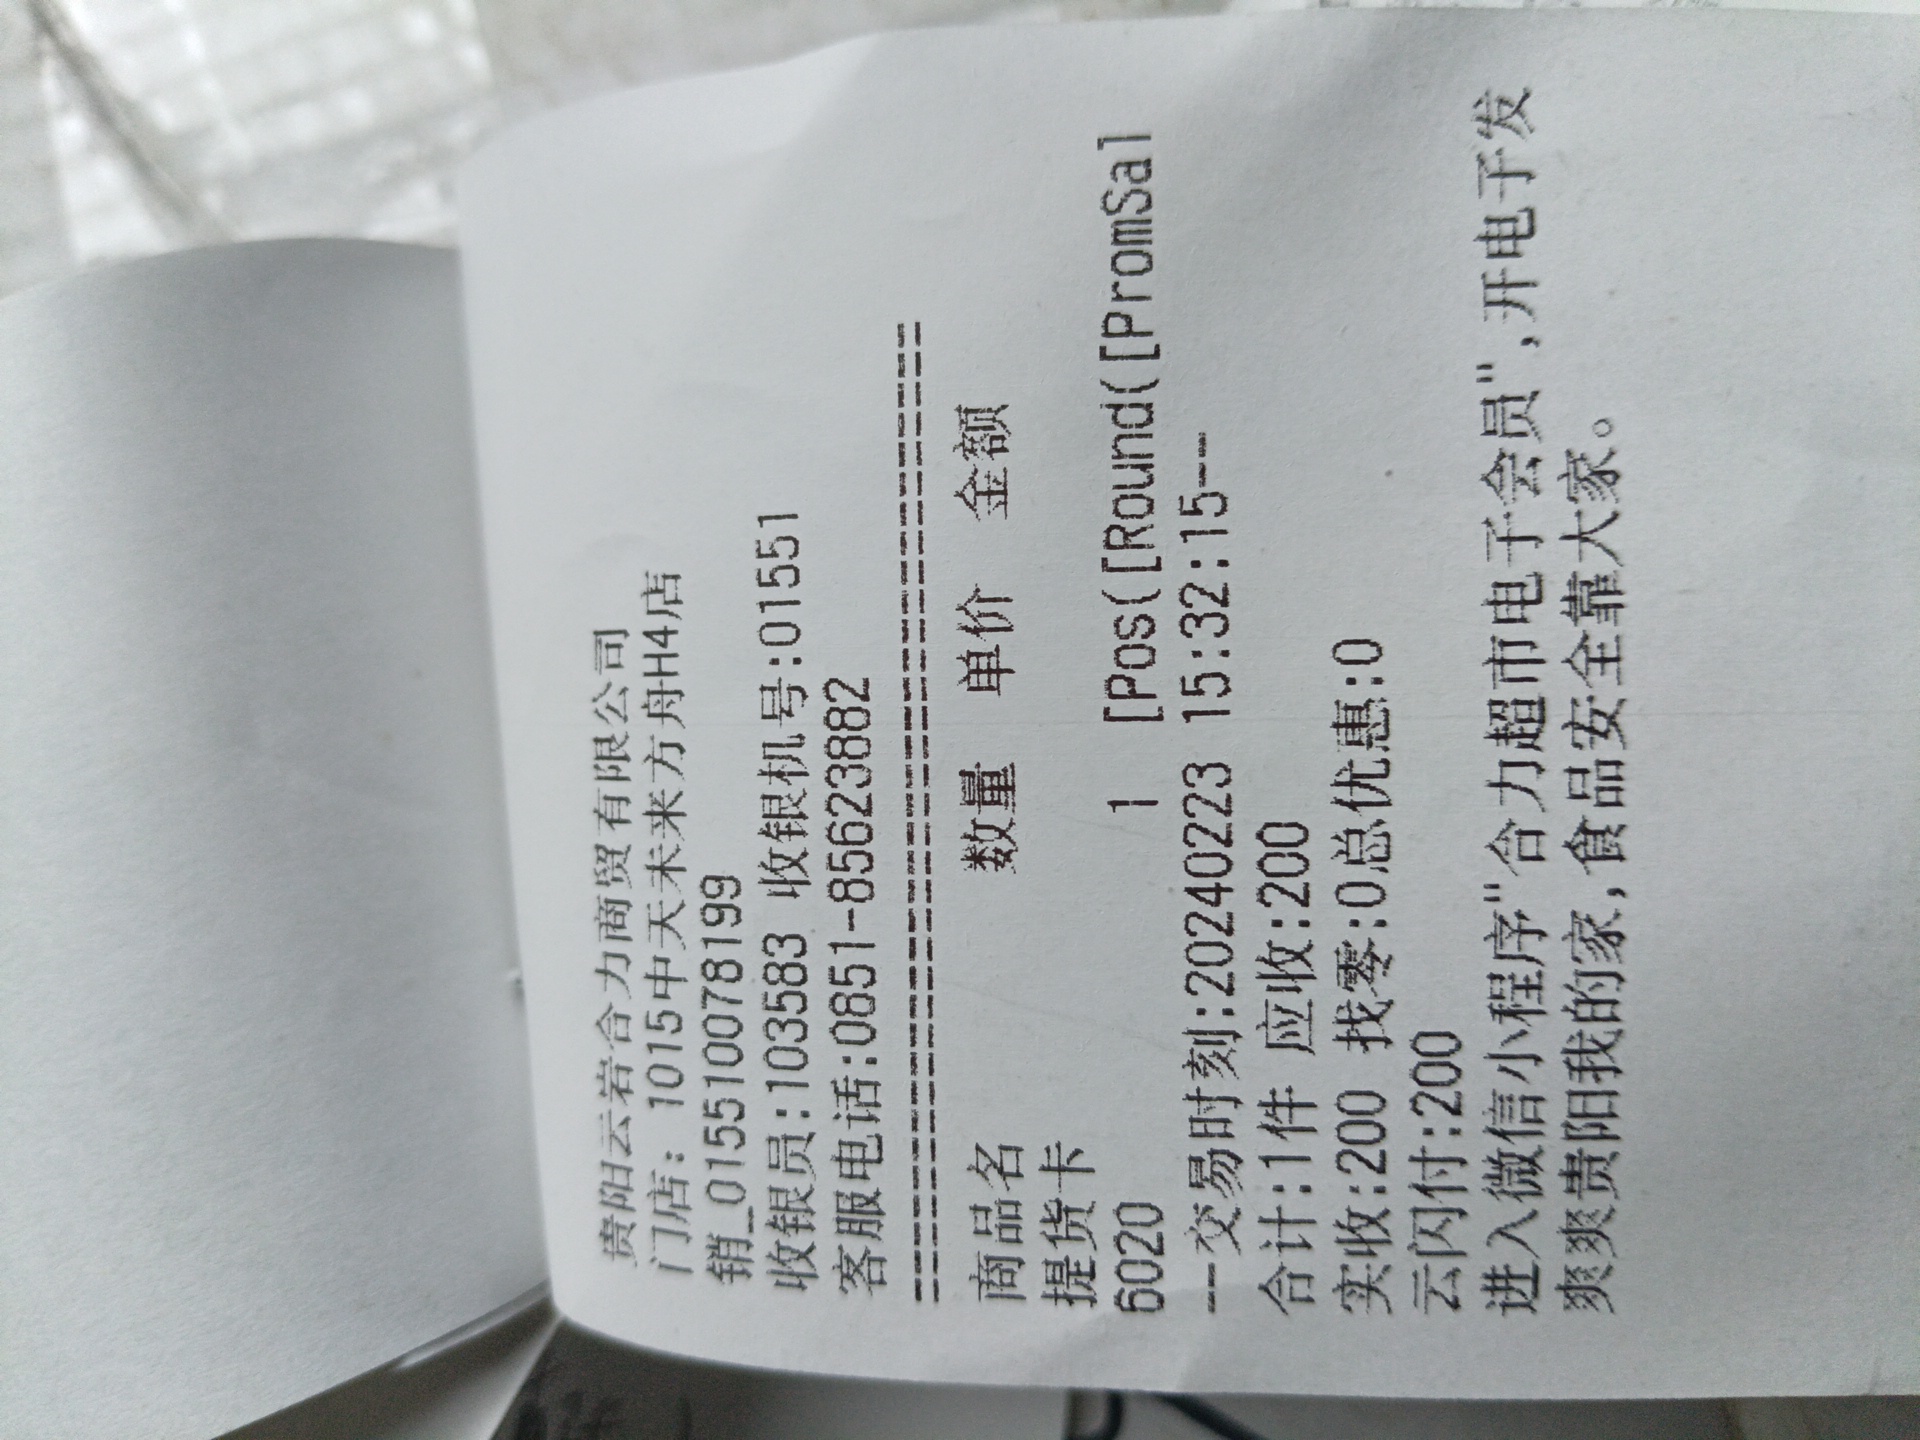 贵阳云岩合力商贸有限公司
门店: 1015中天未来方舟H4店
销_015510078199
收银员:103583 收银机号:01551
客服电话:0851-85623882
商品名 数量 单价 金额
提货卡
6020 1 [Pos([Round([PromSal
--交易时刻:20240223 15:32:15--
合计:1件 应收:200
实收:200 找零:0总优惠:0
云闪付:200
进入微信小程序"合力超市电子会员",开电子发
爽爽贵阳我的家,食品安全靠大家。